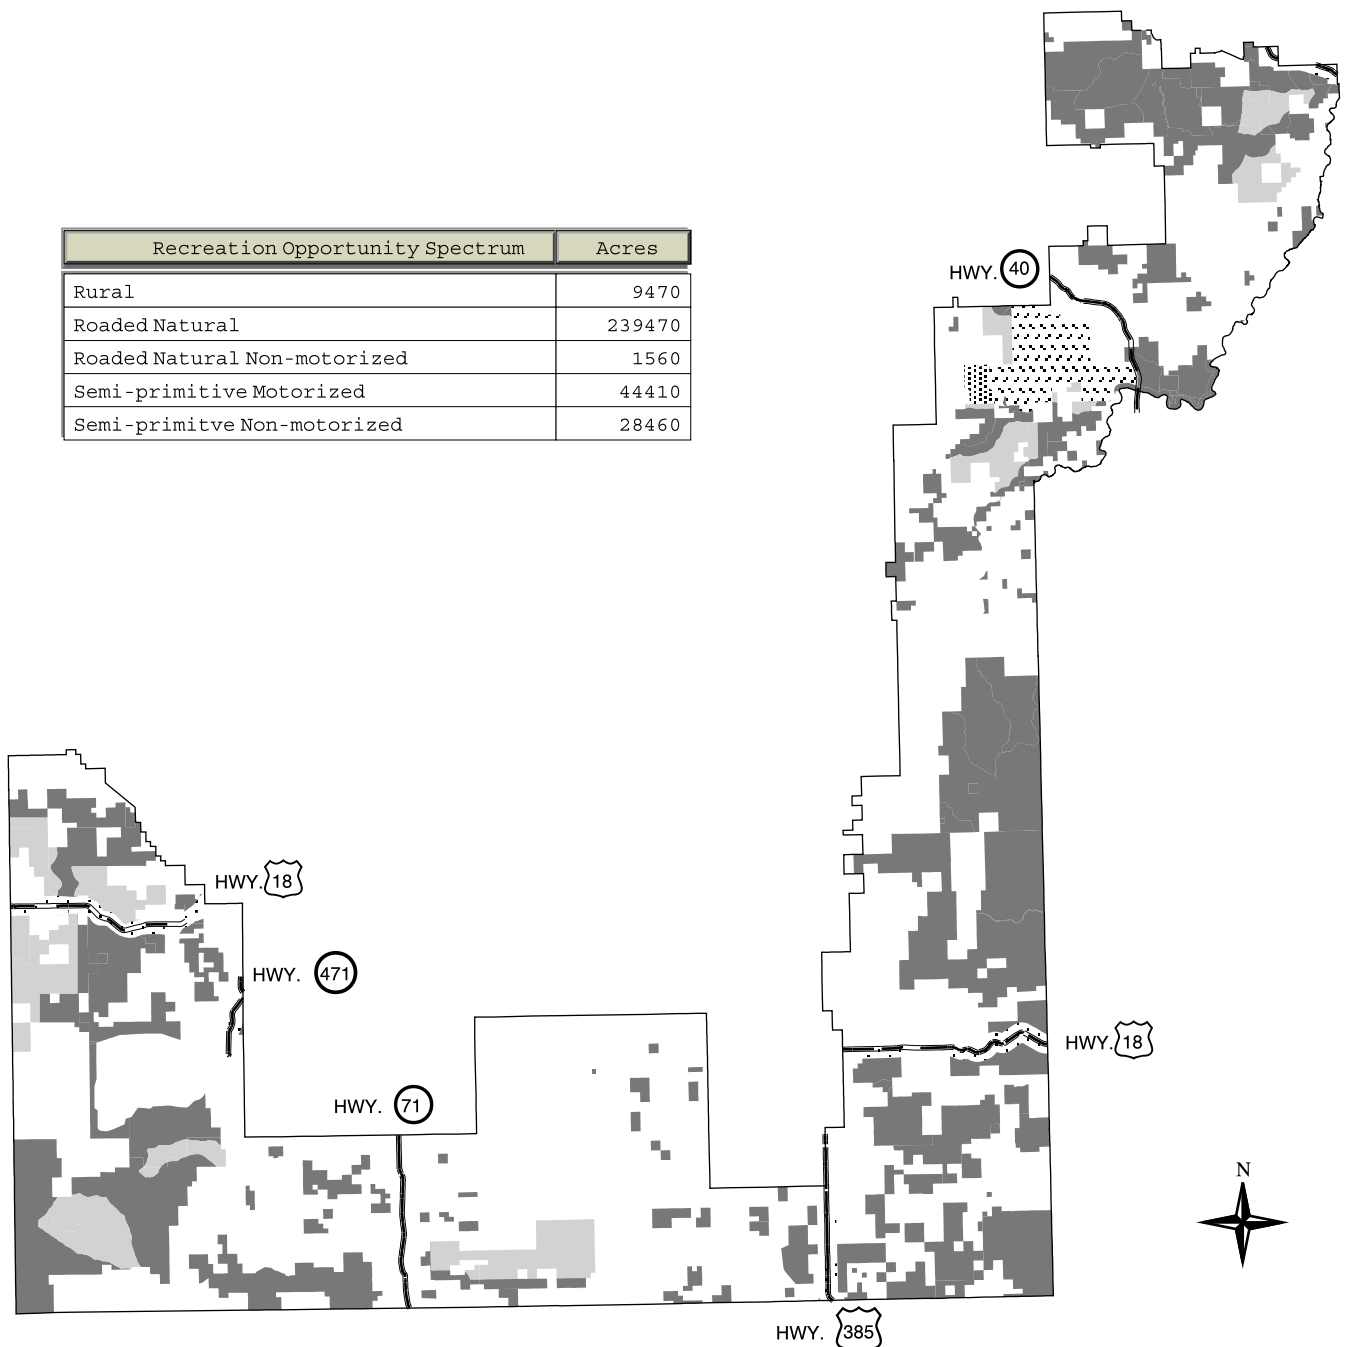 Recreation Opportunity Spectrum Acres
Rural 9470
Roaded Natural 239470
Roaded Natural Non-motorized 1560
Semi-primitive Motorized 44410
Semi-primitve Non-motorized 28460
HWY. 40
HWY. 18
HWY. 471
HWY. 18
HWY. 71
N
HWY. 385